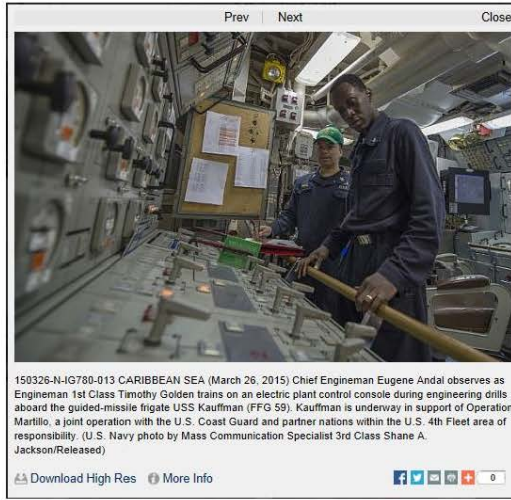 Prev Next Close
150326-N-IG780-013 CARIBBEAN SEA (March 26, 2015) Chief Engineman Eugene Andal observes as
Engineman 1st Class Timothy Golden trains on an electric plant control console during engineering drills
aboard the guided-missile frigate USS Kauffman (FFG 59). Kauffman is underway in support of Operation
Martillo, a joint operation with the U.S. Coast Guard and partner nations within the U.S. 4th Fleet area of
responsibility. (U.S. Navy photo by Mass Communication Specialist 3rd Class Shane A.
Jackson/Released)
Download High Res More Info 0